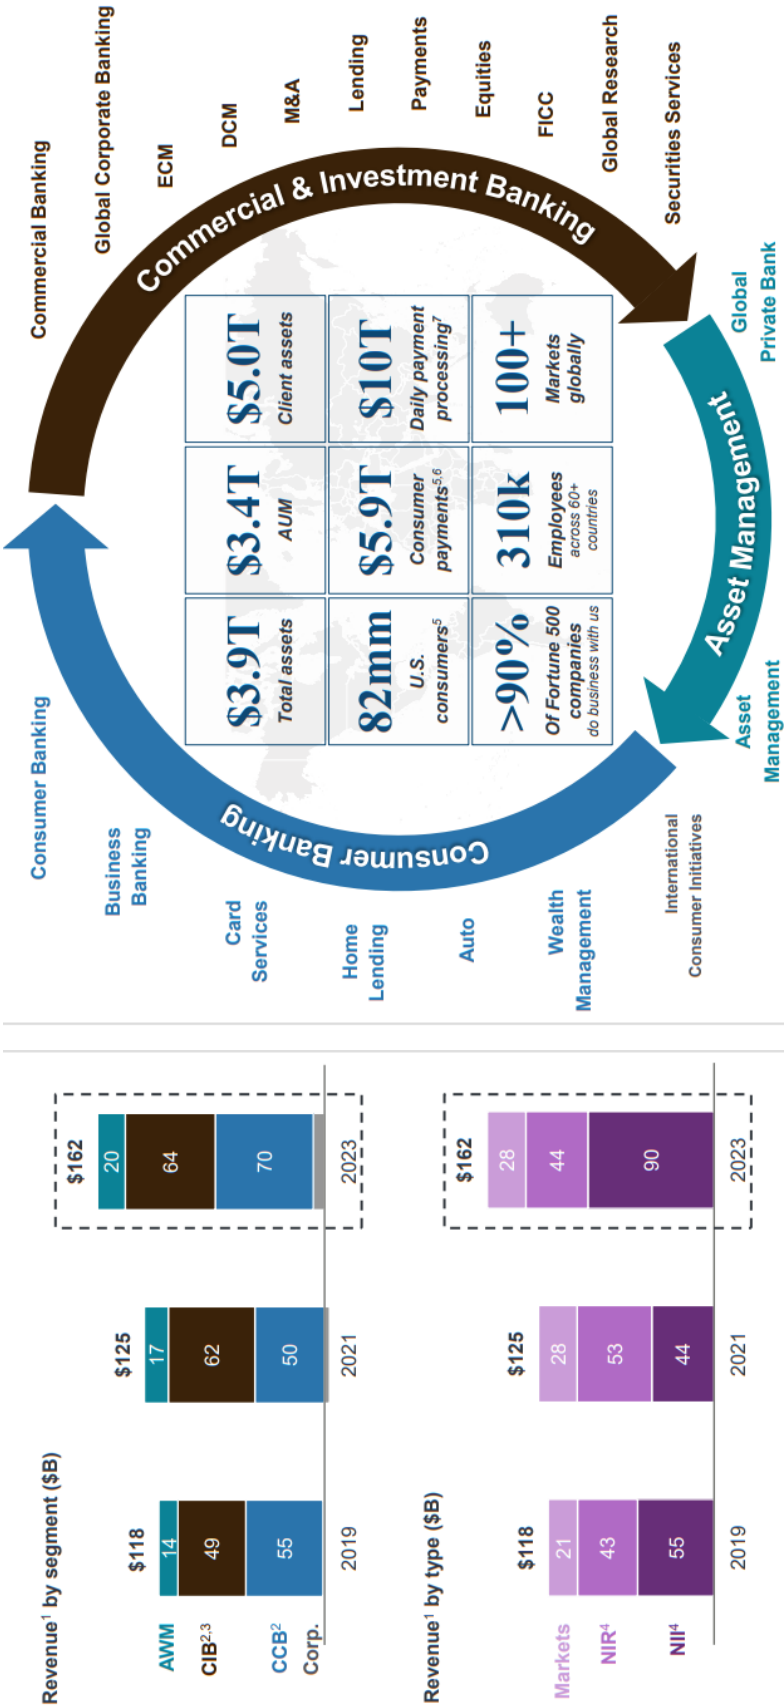 Revenue¹ by segment ($B)
$118
$125
$162
AWM
14
17
20
CIB²,³
49
62
64
CCB²
55
50
70
Corp.
2019
2021
2023
Revenue¹ by type ($B)
$118
$125
$162
Markets
21
28
28
NIR⁴
43
53
44
NII⁴
55
44
90
2019
2021
2023
Consumer Banking
Business
Banking
Card
Services
Home
Lending
Auto
Wealth
Management
International
Consumer Initiatives
Consumer Banking
Commercial & Investment Banking
Asset Management
$3.9T
Total assets
$3.4T
AUM
$5.0T
Client assets
82mm
U.S.
consumers⁵
$5.9T
Consumer
payments⁵,⁶
$10T
Daily payment
processing⁷
>90%
Of Fortune 500
companies
do business with us
310k
Employees
across 60+
countries
100+
Markets
globally
Commercial Banking
Global Corporate Banking
ECM
DCM
M&A
Lending
Payments
Equities
FICC
Global Research
Securities Services
Asset
Management
Global
Private Bank